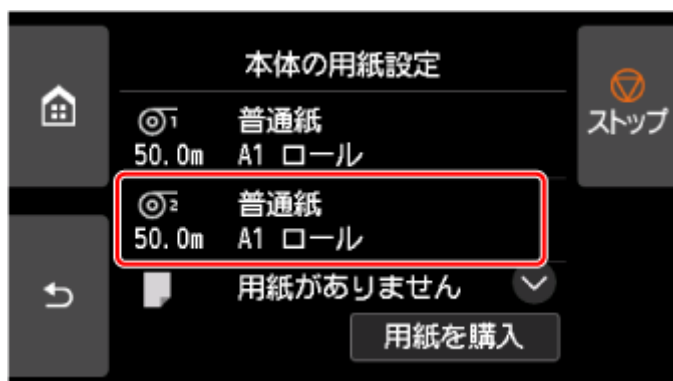 本体の用紙設定
1 普通紙
50.0m A1 ロール
2 普通紙
50.0m A1 ロール
用紙がありません
用紙を購入
ストップ